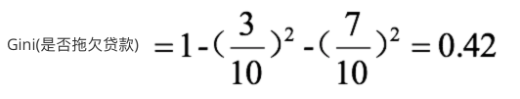 Gini(是否拖欠贷款) = 1-(3/10)² -(7/10)² = 0.42